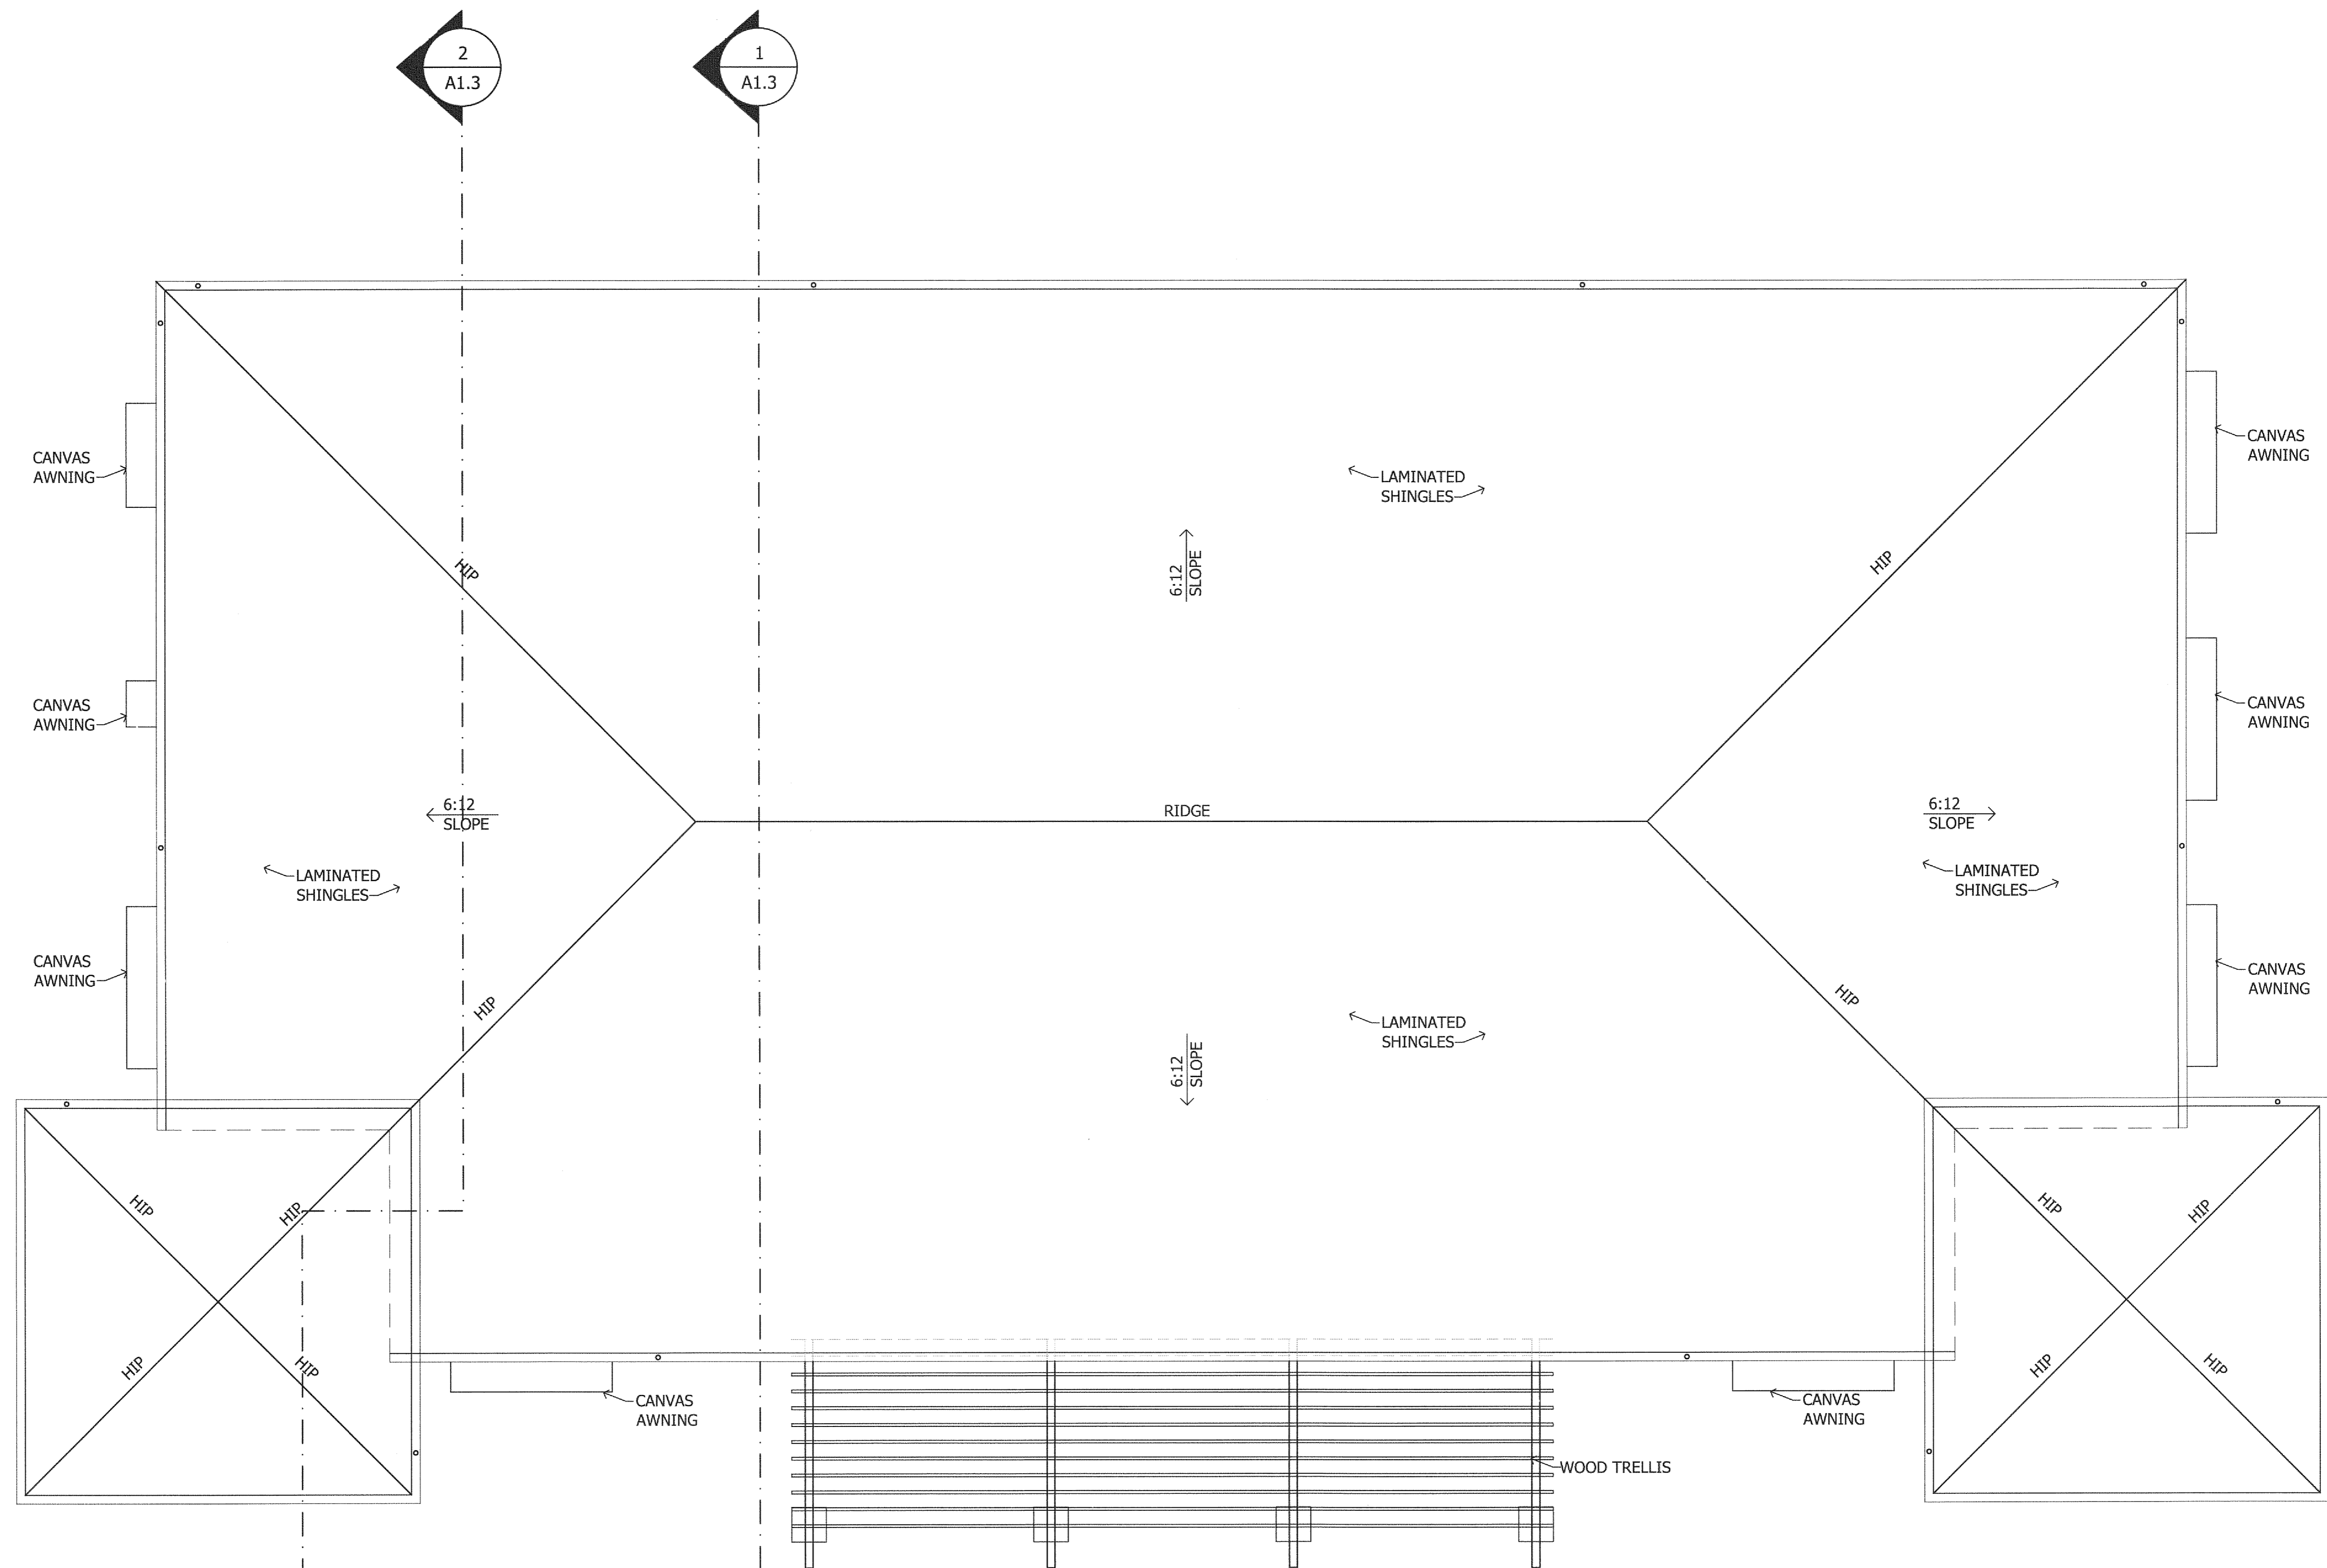 2
A1.3
1
A1.3
CANVAS
AWNING
LAMINATED
SHINGLES
CANVAS
AWNING
HIP
6:12
SLOPE
HIP
CANVAS
AWNING
CANVAS
AWNING
6:12
SLOPE
RIDGE
6:12
SLOPE
LAMINATED
SHINGLES
LAMINATED
SHINGLES
CANVAS
AWNING
HIP
HIP
CANVAS
AWNING
LAMINATED
SHINGLES
6:12
SLOPE
HIP
HIP
HIP
HIP
HIP
HIP
HIP
HIP
CANVAS
AWNING
CANVAS
AWNING
WOOD TRELLIS